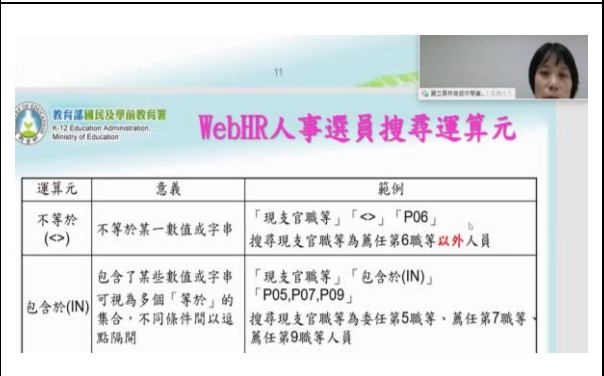 11
教育部國民及學前教育署
K-12 Education Administration,
Ministry of Education
WebHR人事選員搜尋運算元
運算元
意義
範例
不等於
(<>)
不等於某一數值或字串
「現支官職等」「<>」「P06」
搜尋現支官職等為薦任第6職等以外人員
包含於(IN)
包含了某些數值或字串
可視為多個「等於」的
集合,不同條件間以逗
點隔開
「現支官職等」「包含於(IN)」
「P05,P07,P09」
搜尋現支官職等為委任第5職等、薦任第7職等、
薦任第9職等人員